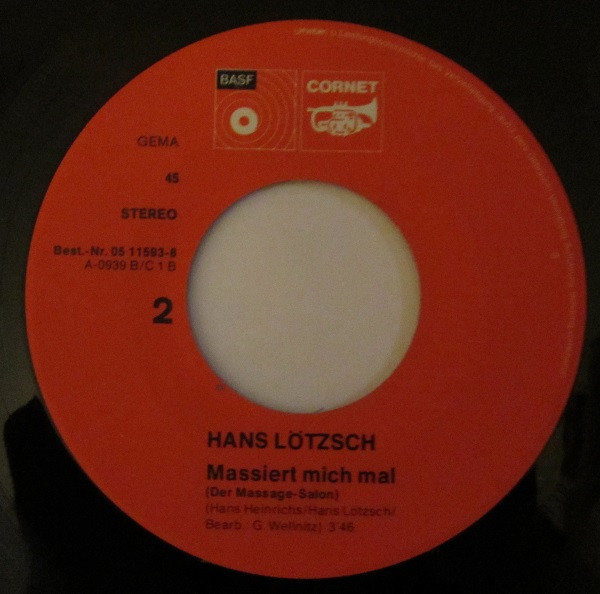 BASF
CORNET
GEMA
45
STEREO
Best.-Nr. 05 11593-8
A-0939 B/C 1 B
2
HANS LÖTZSCH
Massiert mich mal
(Der Massage-Salon)
(Hans Heinrichs/Hans Lötzsch/
Bearb.: G. Wellnitz) 3'46